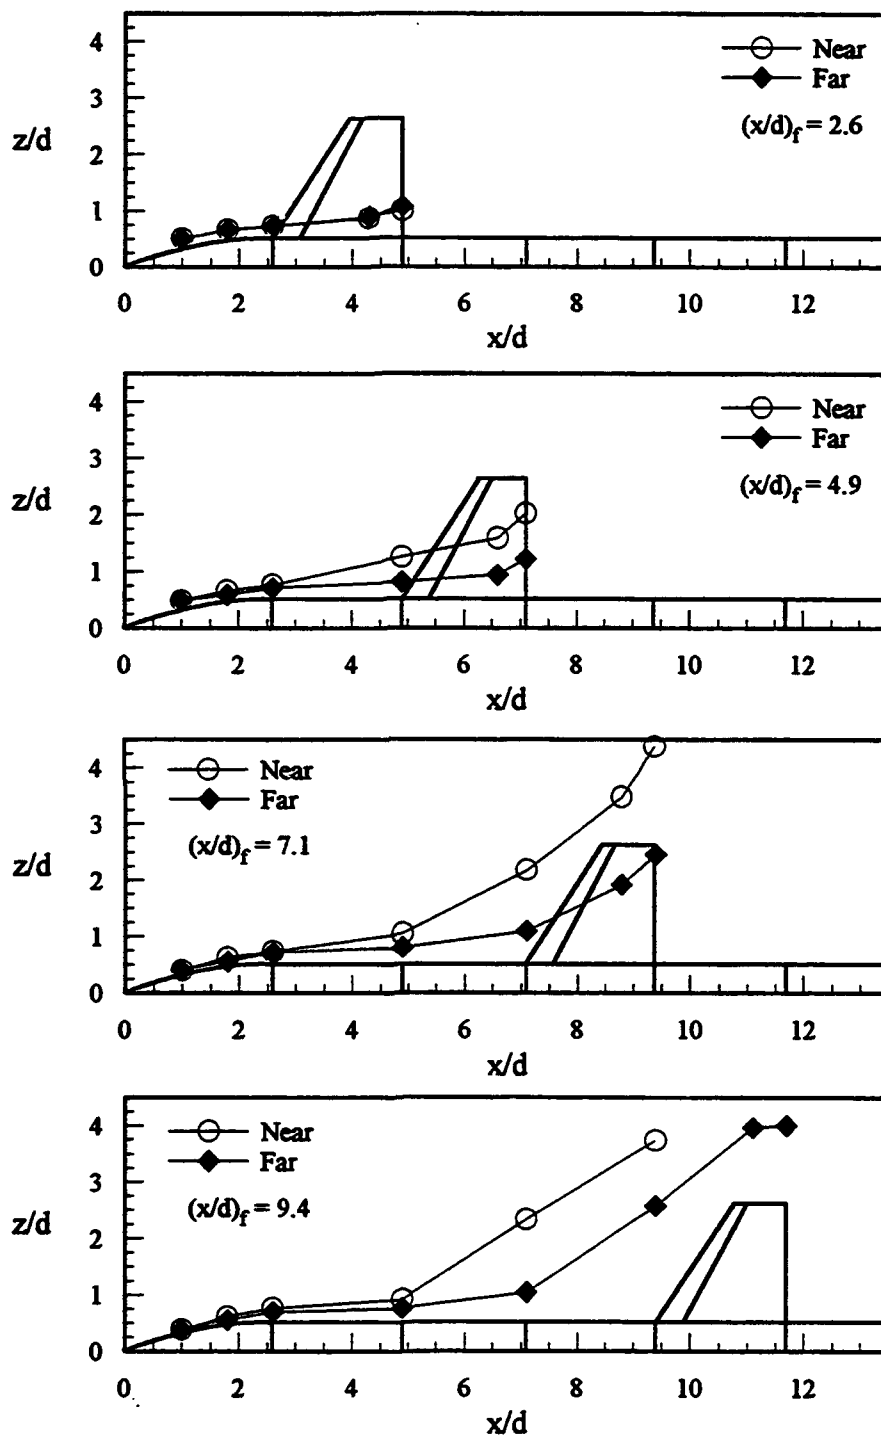 4
3
z/d
2
1
0
Near
Far
(x/d)f = 2.6
0 2 4 6 8 10 12
x/d
4
3
z/d
2
1
0
Near
Far
(x/d)f = 4.9
0 2 4 6 8 10 12
x/d
4
3
z/d
2
1
0
Near
Far
(x/d)f = 7.1
0 2 4 6 8 10 12
x/d
4
3
z/d
2
1
0
Near
Far
(x/d)f = 9.4
0 2 4 6 8 10 12
x/d